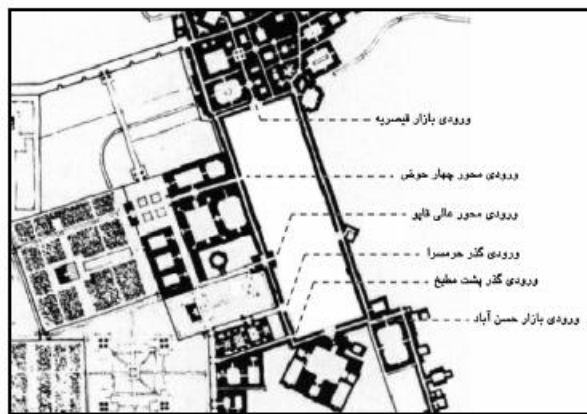 ورودی بازار قیصریه
ورودی محور چهار حوض
ورودی محور عالی قاپو
ورودی گذر حرمسرا
ورودی گذر پشت مطبخ
ورودی بازار حسن آباد